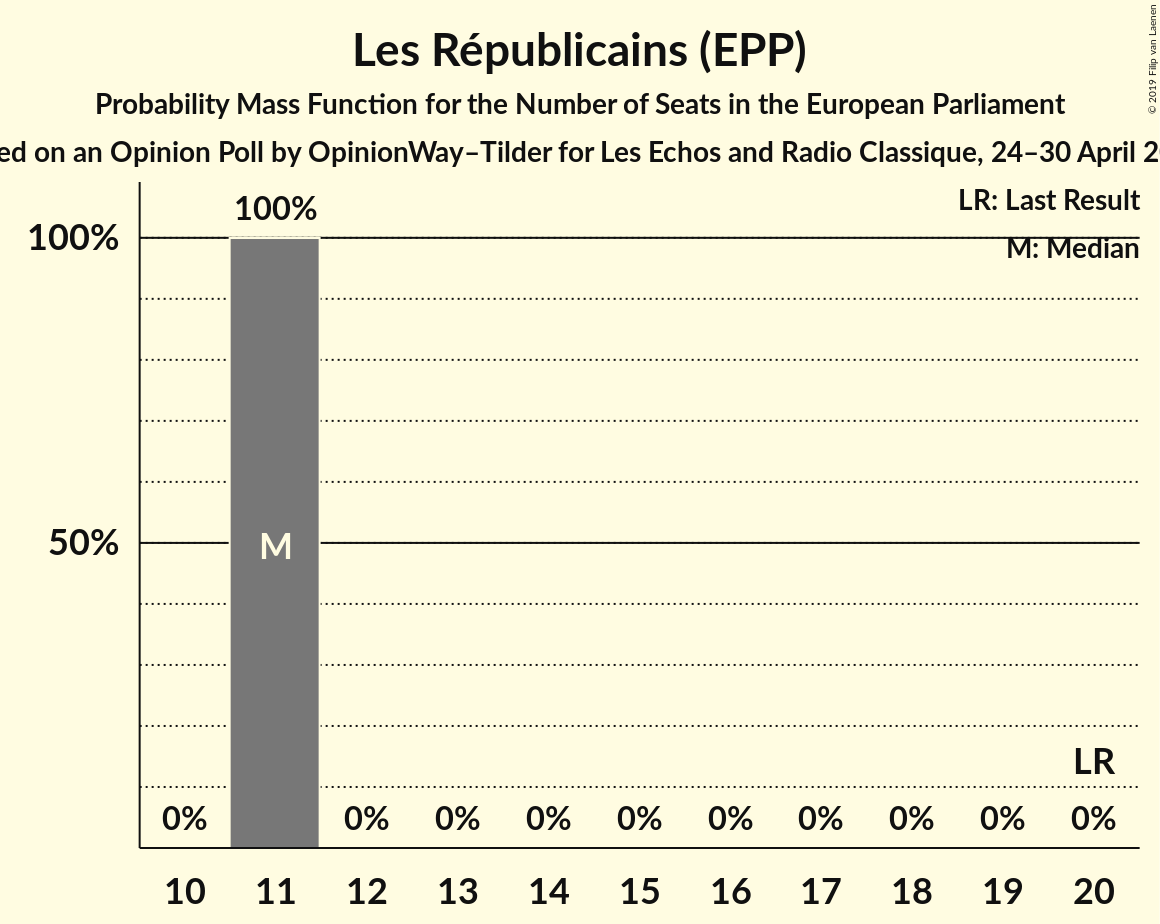 Les Républicains (EPP)
Probability Mass Function for the Number of Seats in the European Parliament
on an Opinion Poll by OpinionWay–Tilder for Les Echos and Radio Classique, 24–30 April
© 2019 Filip van Laenen
LR: Last Result
M: Median
100%
100%
50%
M
LR
0% 0% 0% 0% 0% 0% 0% 0% 0% 0%
10 11 12 13 14 15 16 17 18 19 20